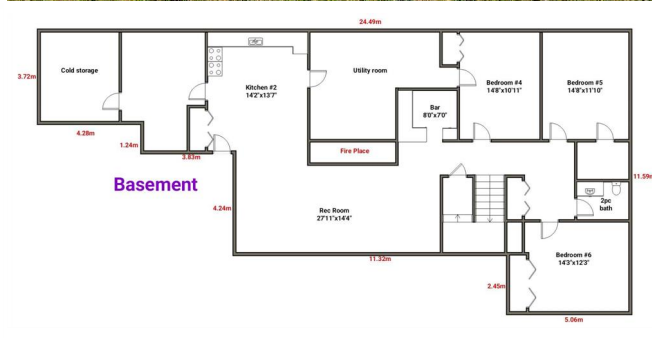 24.49m
3.72m
Cold storage
Kitchen #2
14'2"x13'7"
Utility room
Bedroom #4
14'8"x10'11"
Bedroom #5
14'8"x11'10"
Bar
8'0"x7'0"
4.28m
1.24m
3.83m
Fire Place
11.59m
Basement
4.24m
Rec Room
27'11"x14'4"
2pc
bath
11.32m
Bedroom #6
14'3"x12'3"
2.45m
5.06m